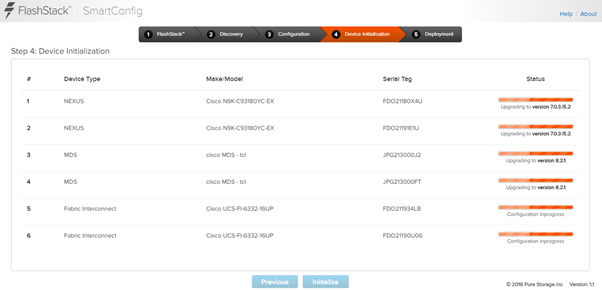 FlashStack™ | SmartConfig
Help | About
1 FlashStack™ 2 Discovery 3 Configuration 4 Device Initialization 5 Deployment
Step 4: Device Initialization
# Device Type Make/Model Serial Tag Status
1 NEXUS Cisco N9K-C93180YC-EX FDO21180X4U
Upgrading to version 7.0.3.I5.2
2 NEXUS Cisco N9K-C93180YC-EX FDO21191E1U
Upgrading to version 7.0.3.I5.2
3 MDS cisco MDS - tcl JPG213000J2
Upgrading to version 8.2.1
4 MDS cisco MDS - tcl JPG213000FT
Upgrading to version 8.2.1
5 Fabric Interconnect Cisco UCS-FI-6332-16UP FDO211934LB
Configuration inprogress
6 Fabric Interconnect Cisco UCS-FI-6332-16UP FDO21190U06
Configuration inprogress
Previous Initialize
© 2018 Pure Storage Inc Version: 1.1